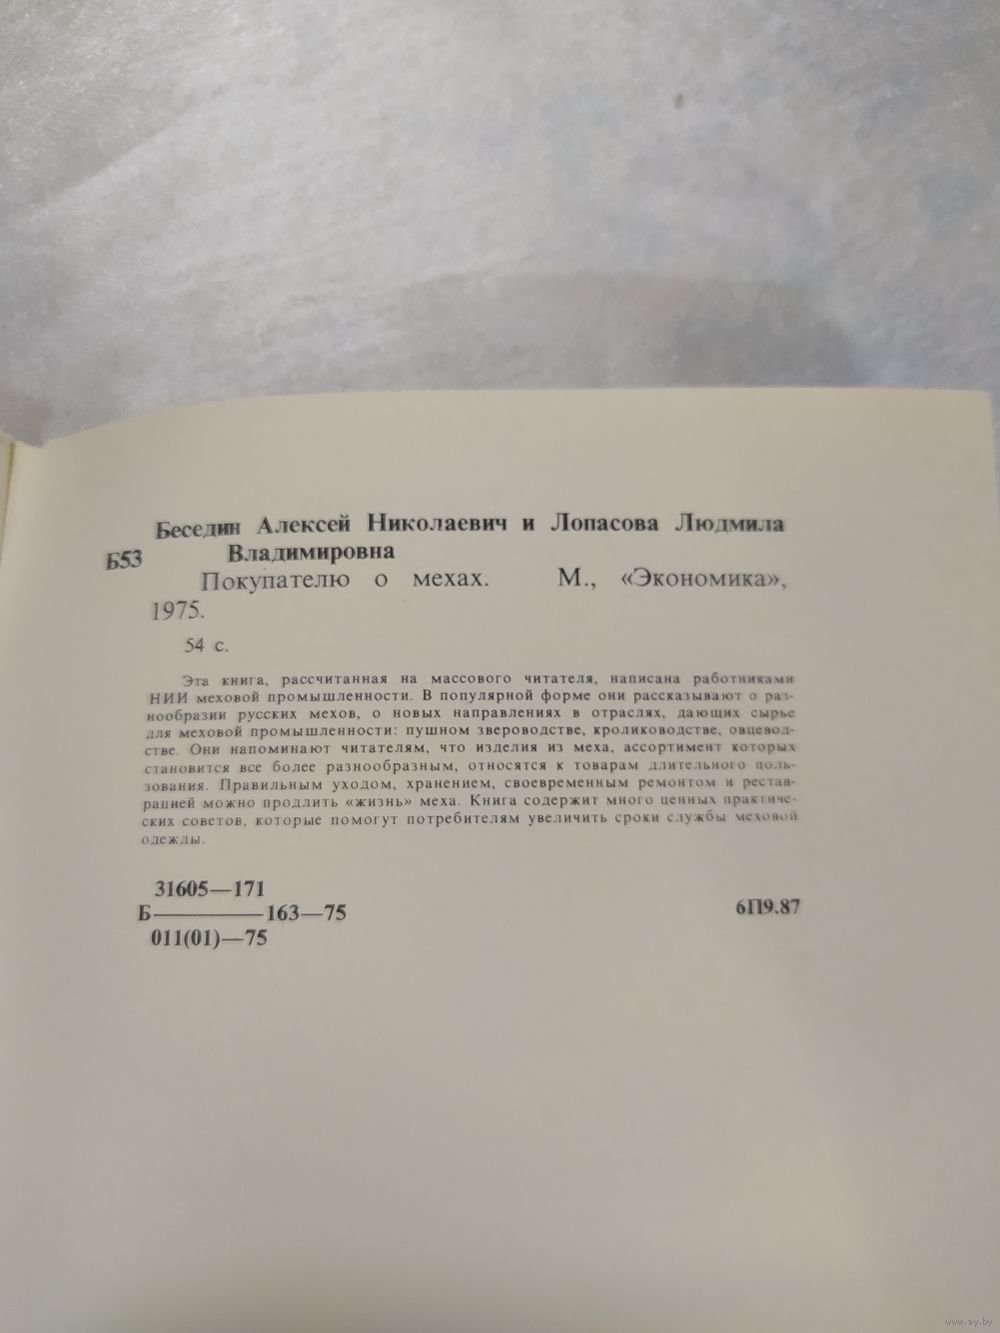 Беседин Алексей Николаевич и Лопасова Людмила
Б53 Владимировна
Покупателю о мехах. М., «Экономика»,
1975.
54 с.
Эта книга, рассчитанная на массового читателя, написана работниками
НИИ меховой промышленности. В популярной форме они рассказывают о раз-
нообразии русских мехов, о новых направлениях в отраслях, дающих сырье
для меховой промышленности: пушном звероводстве, кролиководстве, овцевод-
стве. Они напоминают читателям, что изделия из меха, ассортимент которых
становится все более разнообразным, относятся к товарам длительного поль-
зования. Правильным уходом, хранением, своевременным ремонтом и рестав-
рацией можно продлить «жизнь» меха. Книга содержит много ценных практиче-
ских советов, которые помогут потребителям увеличить сроки службы меховой
одежды.
31605—171
Б————163—75 6П9.87
011(01)—75
www.ay.by